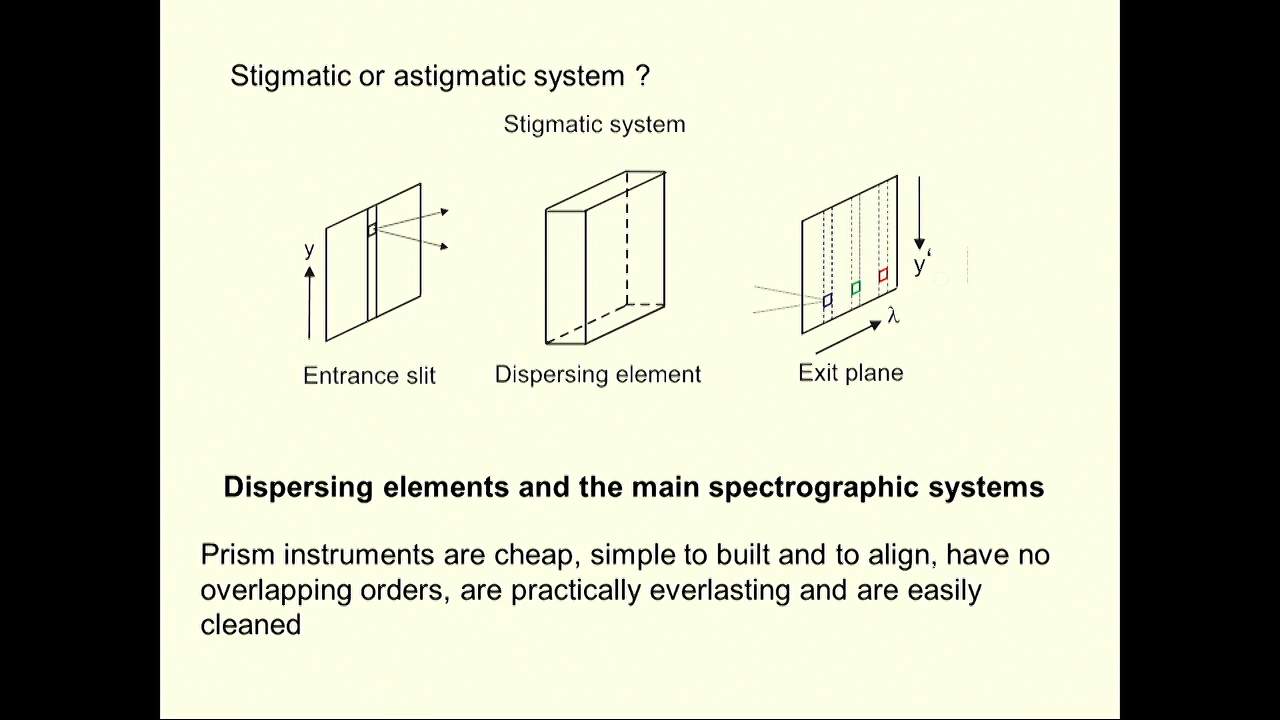 Stigmatic or astigmatic system ?
Stigmatic system
y
y‘
λ
Entrance slit
Dispersing element
Exit plane
Dispersing elements and the main spectrographic systems
Prism instruments are cheap, simple to built and to align, have no
overlapping orders, are practically everlasting and are easily
cleaned